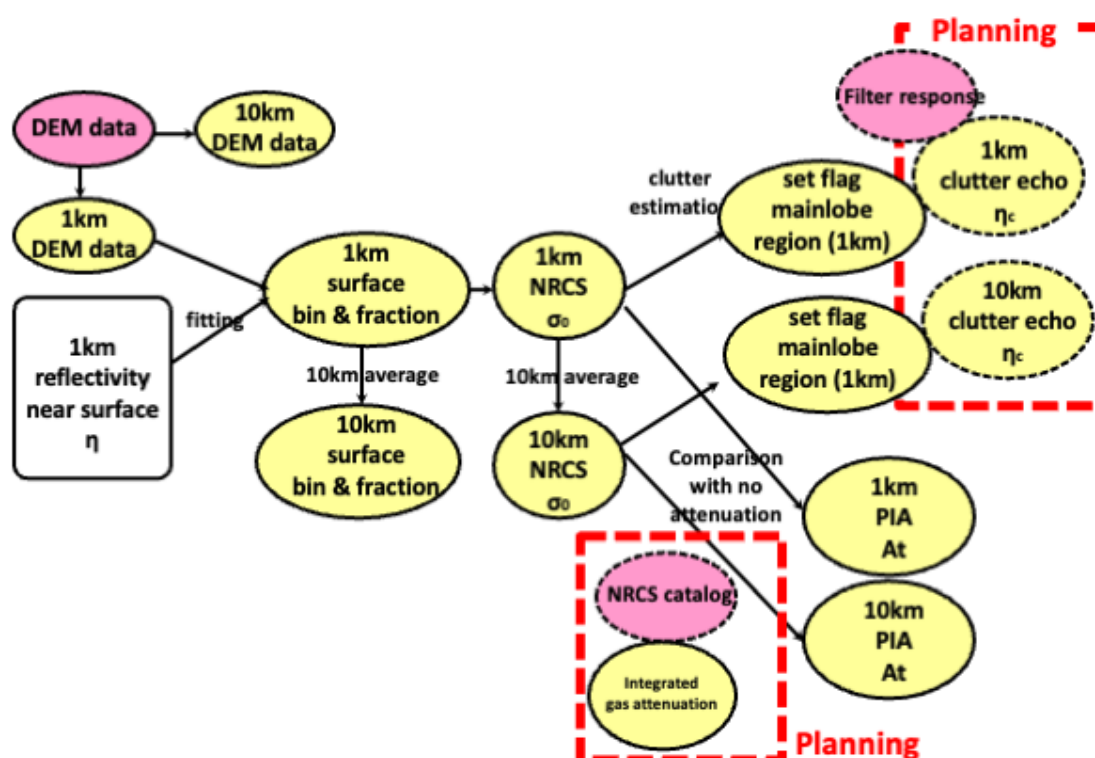 Planning
Filter response
DEM data
10km
DEM data
1km
clutter echo
ηc
clutter
estimatio
set flag
mainlobe
region (1km)
1km
DEM data
1km
surface
bin & fraction
1km
NRCS
σ0
10km
clutter echo
ηc
fitting
set flag
mainlobe
region (1km)
1km
reflectivity
near surface
η
10km average
10km average
10km
surface
bin & fraction
10km
NRCS
σ0
Comparison
with no
attenuation
1km
PIA
At
NRCS catalog
10km
PIA
At
Integrated
gas attenuation
Planning